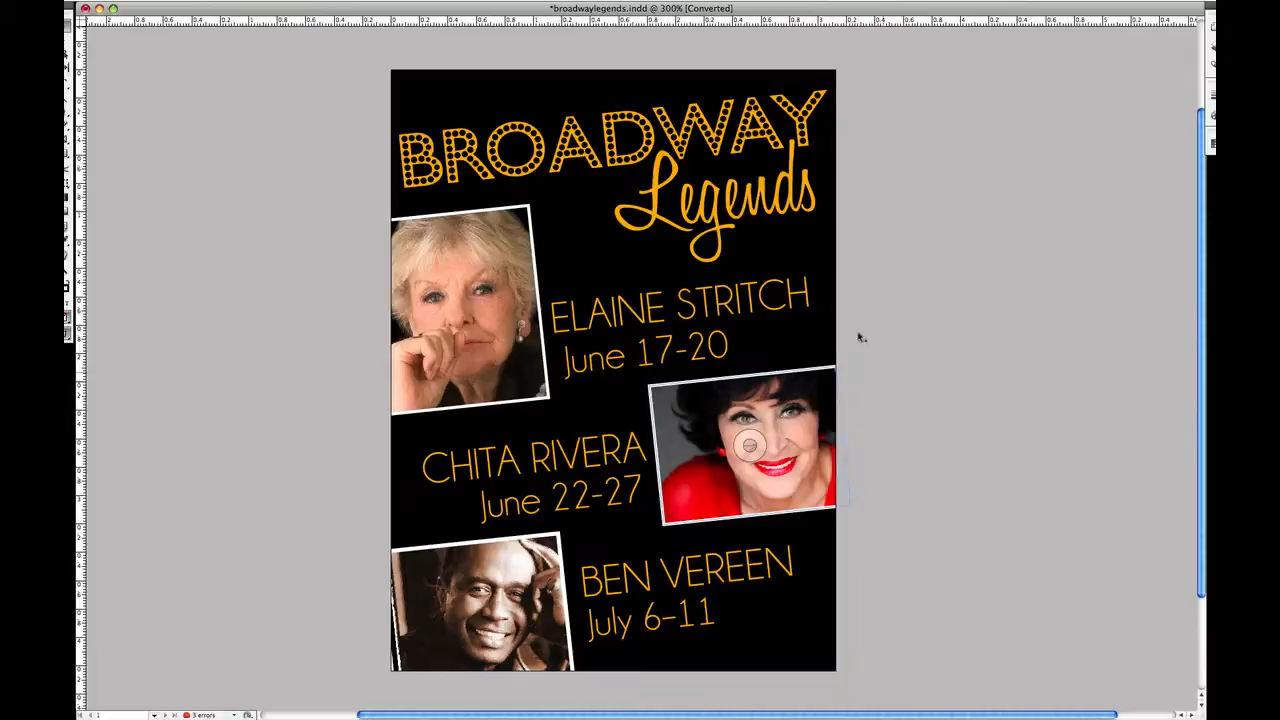 *broadwaylegends.indd @ 300% [Converted]
BROADWAY
Legends
ELAINE STRITCH
June 17-20
CHITA RIVERA
June 22-27
BEN VEREEN
July 6-11
1
3 errors